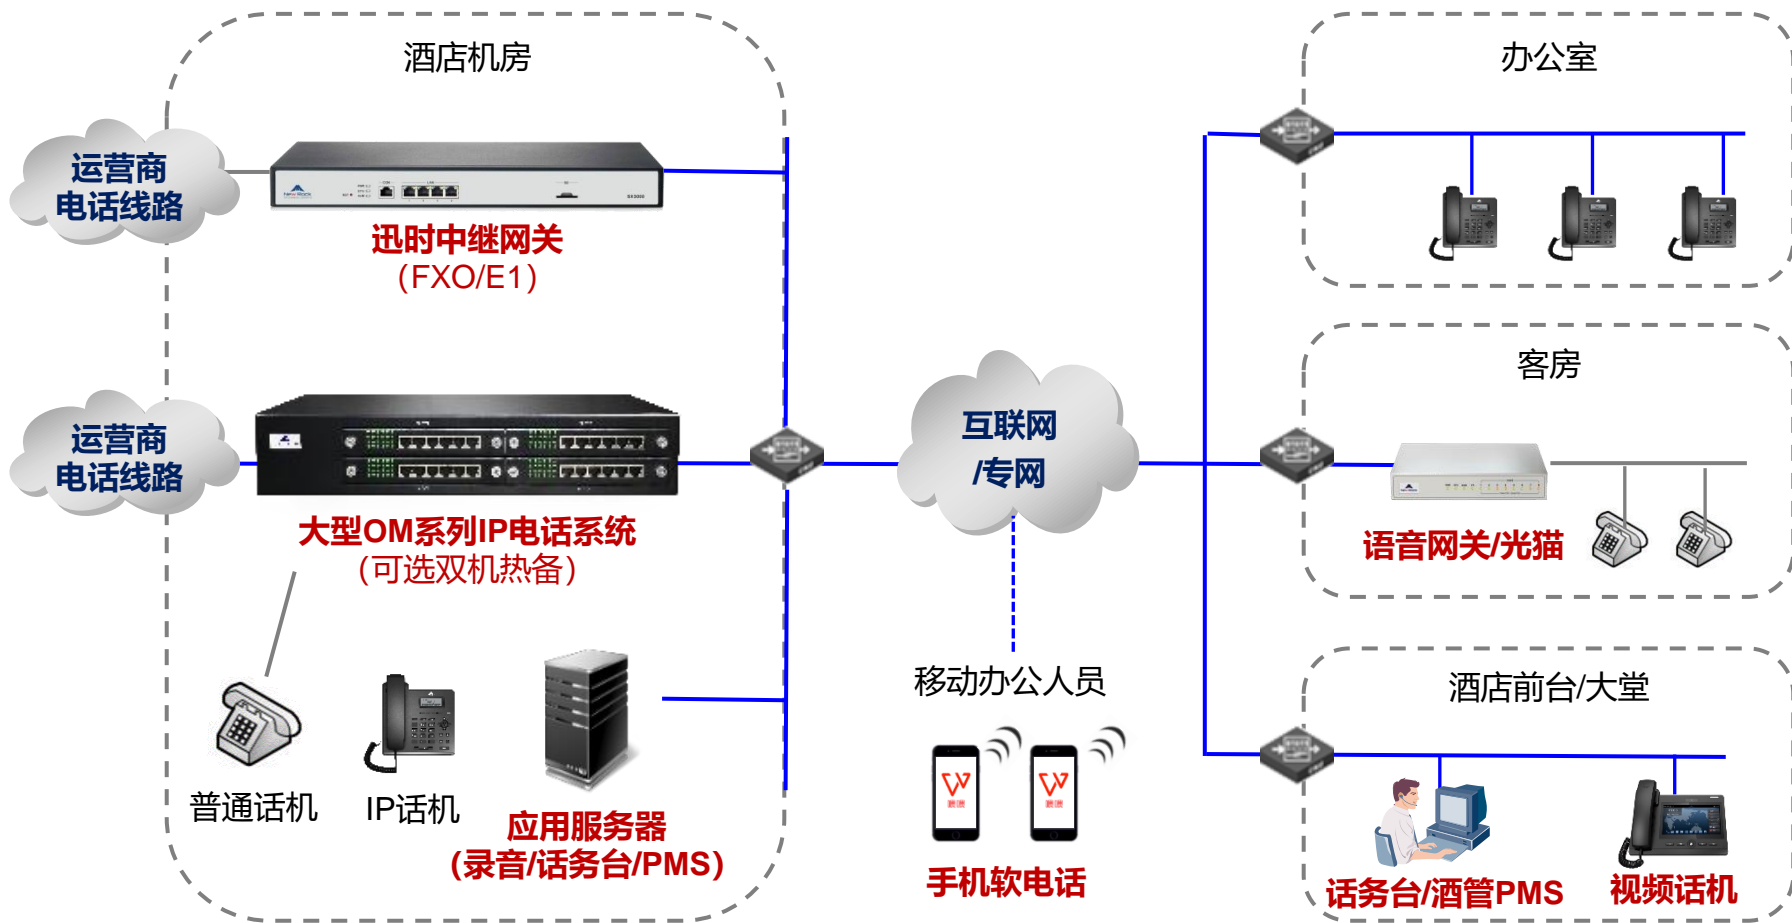 酒店机房
运营商
电话线路
New Rock
迅时中继网关
(FXO/E1)
运营商
电话线路
大型OM系列IP电话系统
(可选双机热备)
普通话机
IP话机
应用服务器
(录音/话务台/PMS)
互联网
/专网
移动办公人员
手机软电话
办公室
客房
语音网关/光猫
酒店前台/大堂
话务台/酒管PMS
视频话机